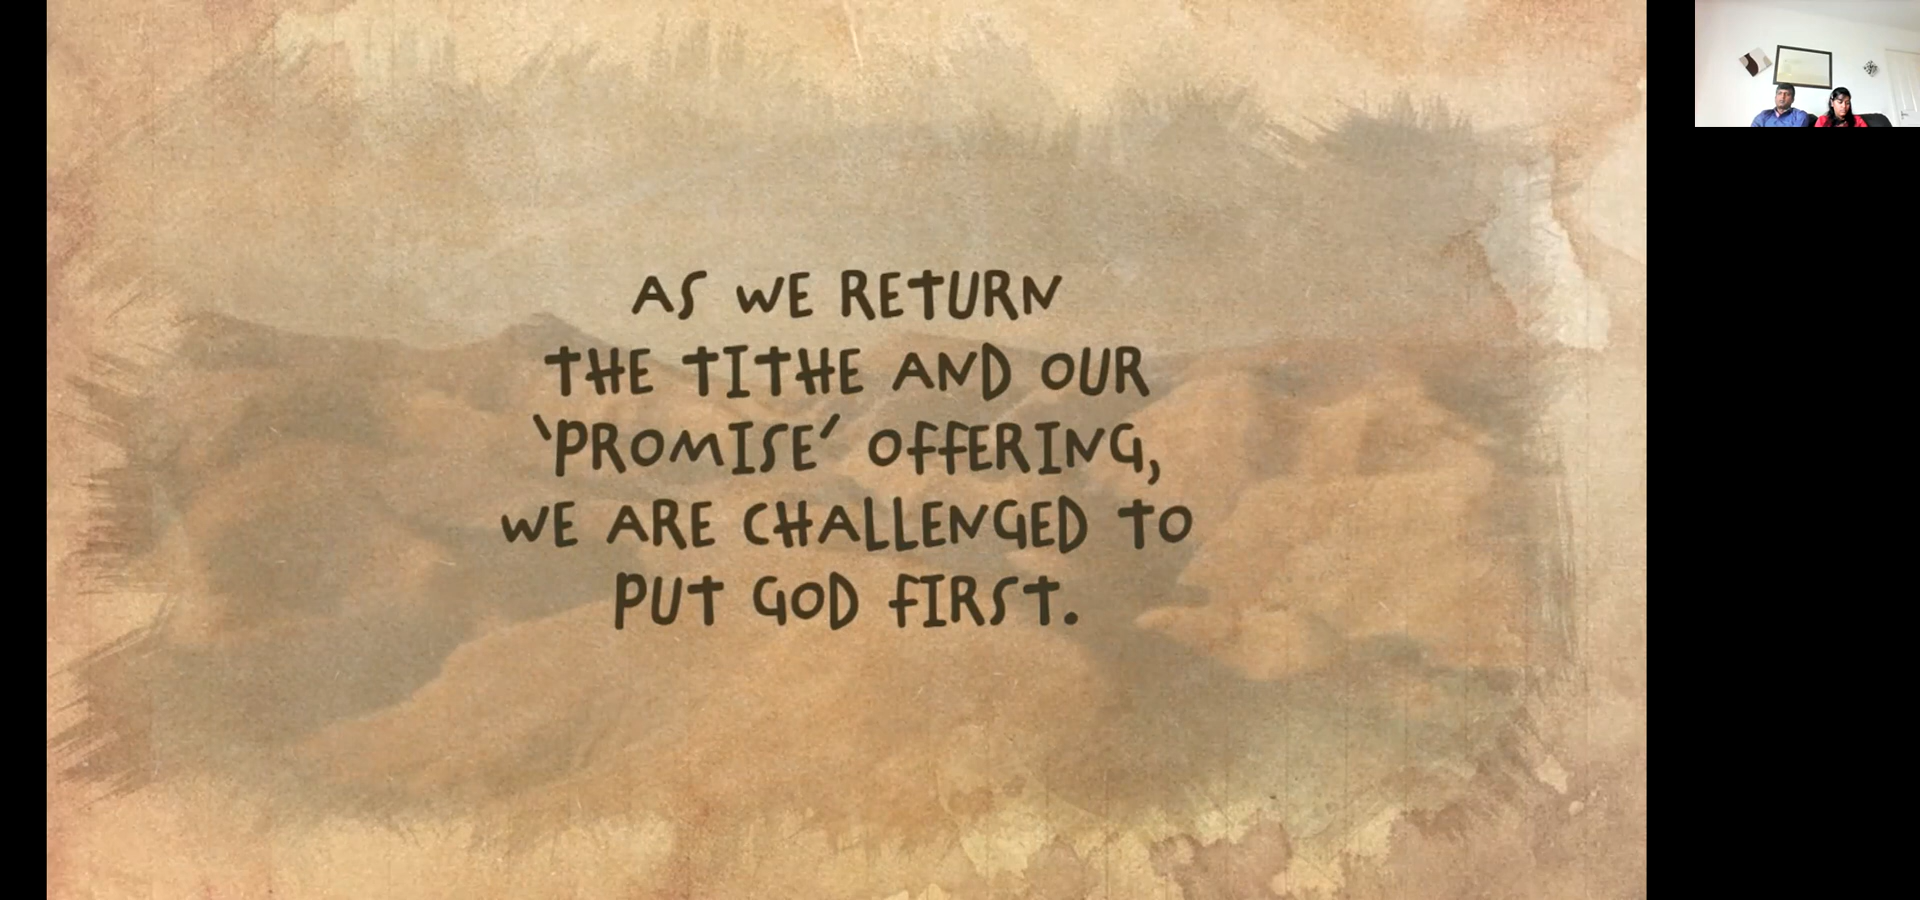 AS WE RETURN
THE TITHE AND OUR
'PROMISE' OFFERING,
WE ARE CHALLENGED TO
PUT GOD FIRST.